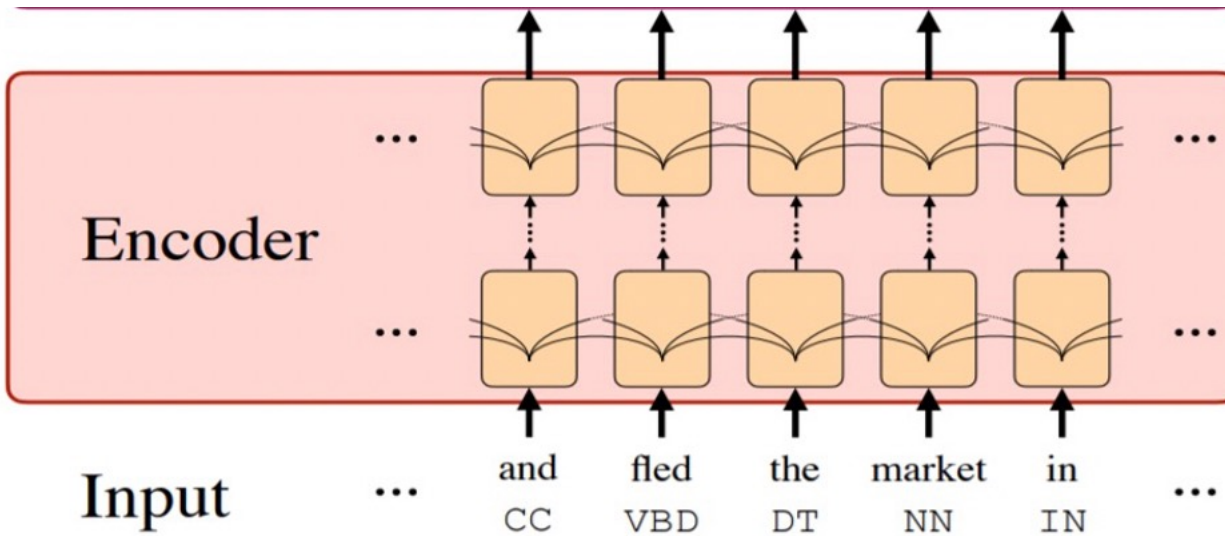 ... ...
Encoder
... ...
and fled the market in
Input ... ...
CC VBD DT NN IN